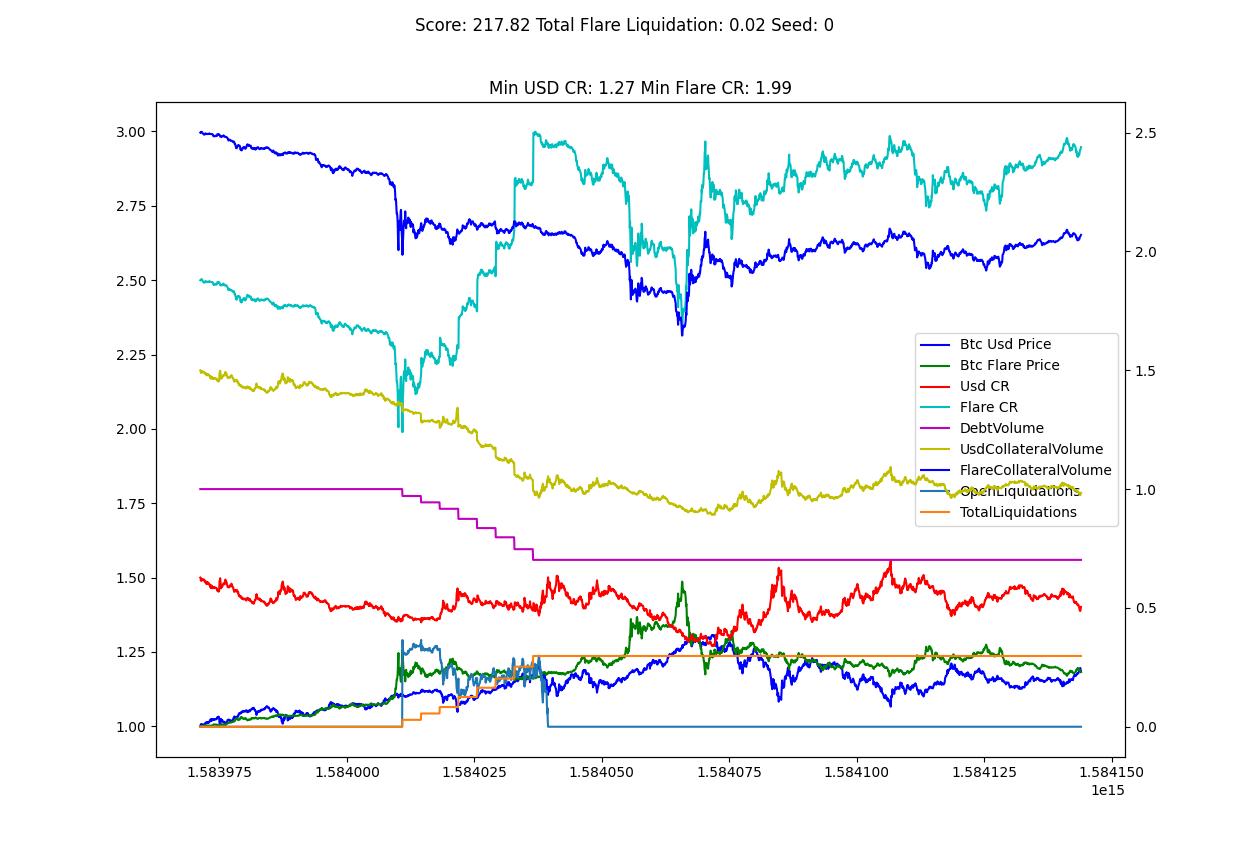 Score: 217.82 Total Flare Liquidation: 0.02 Seed: 0
Min USD CR: 1.27 Min Flare CR: 1.99
3.00
2.75
2.50
2.25
2.00
1.75
1.50
1.25
1.00
2.5
2.0
1.5
1.0
0.5
0.0
Btc Usd Price
Btc Flare Price
Usd CR
Flare CR
DebtVolume
UsdCollateralVolume
FlareCollateralVolume
OpenLiquidations
TotalLiquidations
1.583975 1.584000 1.584025 1.584050 1.584075 1.584100 1.584125 1.584150
1e15